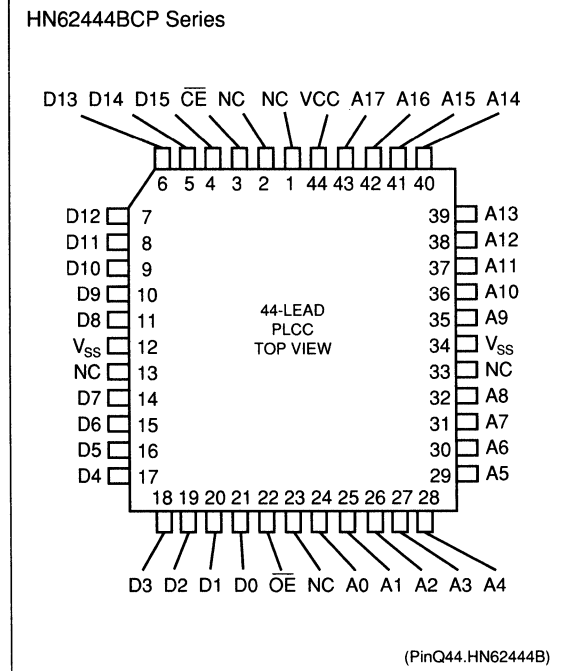 HN62444BCP Series
D13 D14 D15 C̅E̅ NC NC VCC A17 A16 A15 A14
6 5 4 3 2 1 44 43 42 41 40
D12 7 39 A13
D11 8 38 A12
D10 9 37 A11
D9 10 36 A10
D8 11 35 A9
V_SS 12 34 V_SS
NC 13 33 NC
D7 14 32 A8
D6 15 31 A7
D5 16 30 A6
D4 17 29 A5
44-LEAD
PLCC
TOP VIEW
18 19 20 21 22 23 24 25 26 27 28
D3 D2 D1 D0 O̅E̅ NC A0 A1 A2 A3 A4
(PinQ44.HN62444B)